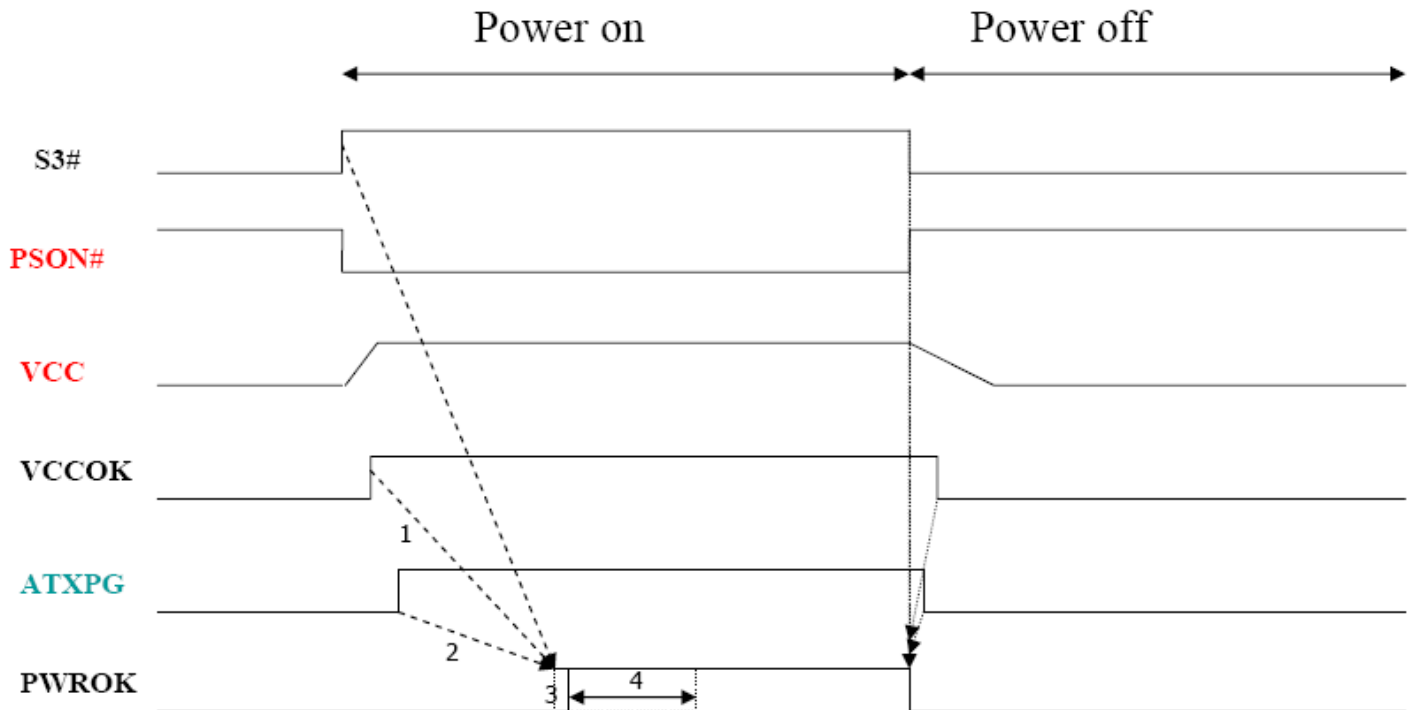 Power on
Power off
S3#
PSON#
VCC
VCCOK
1
ATXPG
2
PWROK
3
4